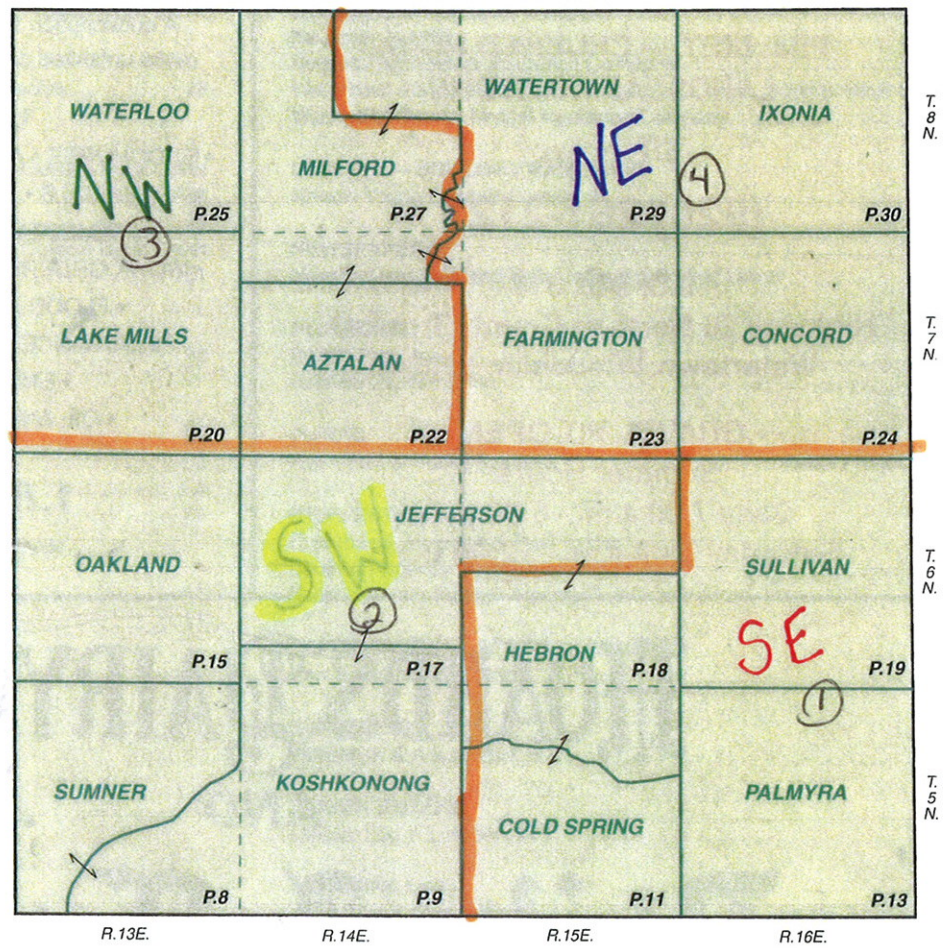 WATERLOO
NW
P.25
3
MILFORD
P.27
WATERTOWN
NE
P.29
4
IXONIA
P.30
T.
8
N.
LAKE MILLS
P.20
AZTALAN
P.22
FARMINGTON
P.23
CONCORD
P.24
T.
7
N.
OAKLAND
P.15
JEFFERSON
SW
2
P.17
HEBRON
P.18
SULLIVAN
SE
P.19
1
T.
6
N.
SUMNER
P.8
KOSHKONONG
P.9
COLD SPRING
P.11
PALMYRA
P.13
T.
5
N.
R.13E.
R.14E.
R.15E.
R.16E.